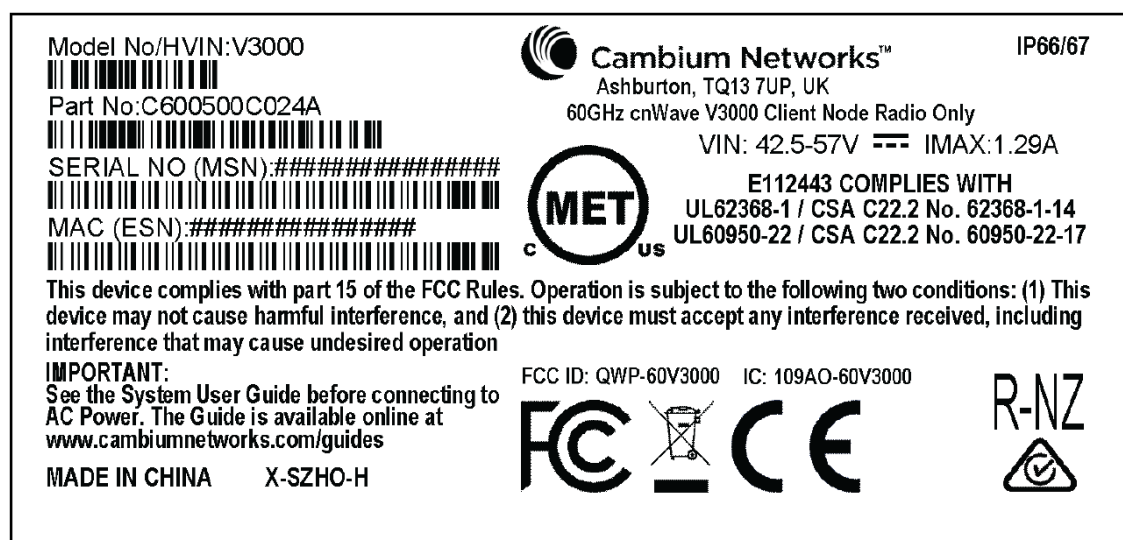 Model No/HVIN:V3000
Part No:C600500C024A
SERIAL NO (MSN):################
MAC (ESN):################
Cambium Networks™
IP66/67
Ashburton, TQ13 7UP, UK
60GHz cnWave V3000 Client Node Radio Only
VIN: 42.5-57V IMAX:1.29A
MET
C US
E112443 COMPLIES WITH
UL62368-1 / CSA C22.2 No. 62368-1-14
UL60950-22 / CSA C22.2 No. 60950-22-17
This device complies with part 15 of the FCC Rules. Operation is subject to the following two conditions: (1) This
device may not cause harmful interference, and (2) this device must accept any interference received, including
interference that may cause undesired operation
IMPORTANT:
See the System User Guide before connecting to
AC Power. The Guide is available online at
www.cambiumnetworks.com/guides
MADE IN CHINA X-SZHO-H
FCC ID: QWP-60V3000 IC: 109AO-60V3000
FC CE
R-NZ